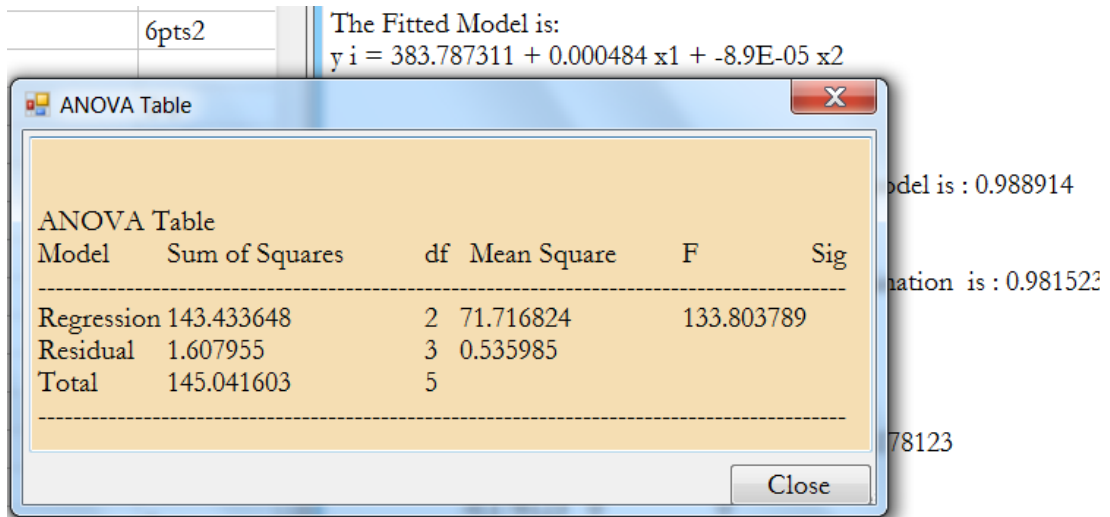 6pts2
The Fitted Model is:
y i = 383.787311 + 0.000484 x1 + -8.9E-05 x2
ANOVA Table
ANOVA Table
Model Sum of Squares df Mean Square F Sig
Regression 143.433648 2 71.716824 133.803789
Residual 1.607955 3 0.535985
Total 145.041603 5
is : 0.988914
is : 0.981523
78123
Close